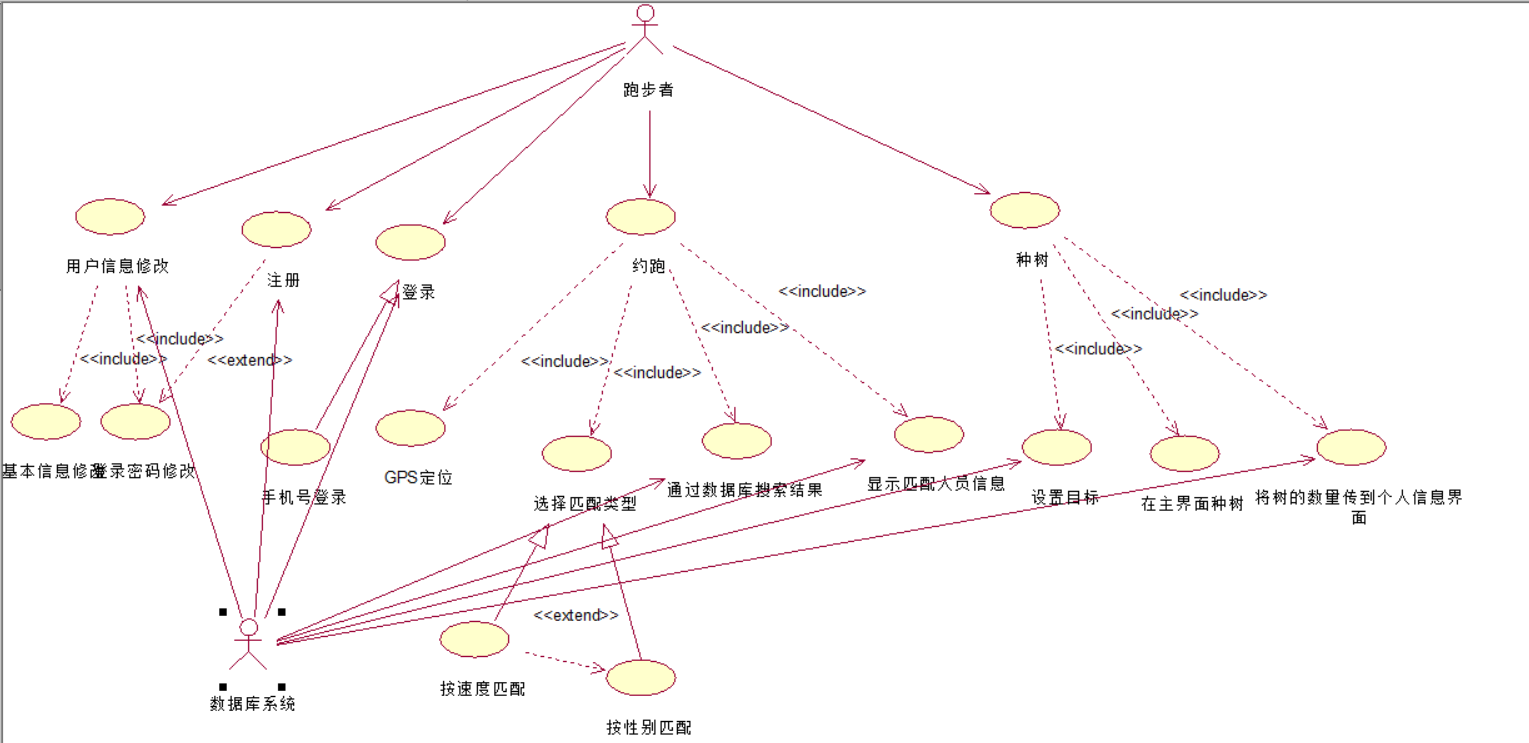 跑步者
用户信息修改
注册
登录
约跑
种树
<<include>>
<<include>>
<<include>>
<<include>>
<<include>>
<<include>>
<<extend>>
<<include>>
<<include>>
<<include>>
<<include>>
基本信息修改
登录密码修改
手机号登录
GPS定位
选择匹配类型
通过数据库搜索结果
显示匹配人员信息
设置目标
在主界面种树
将树的数量传到个人信息界
面
<<extend>>
数据库系统
按速度匹配
按性别匹配